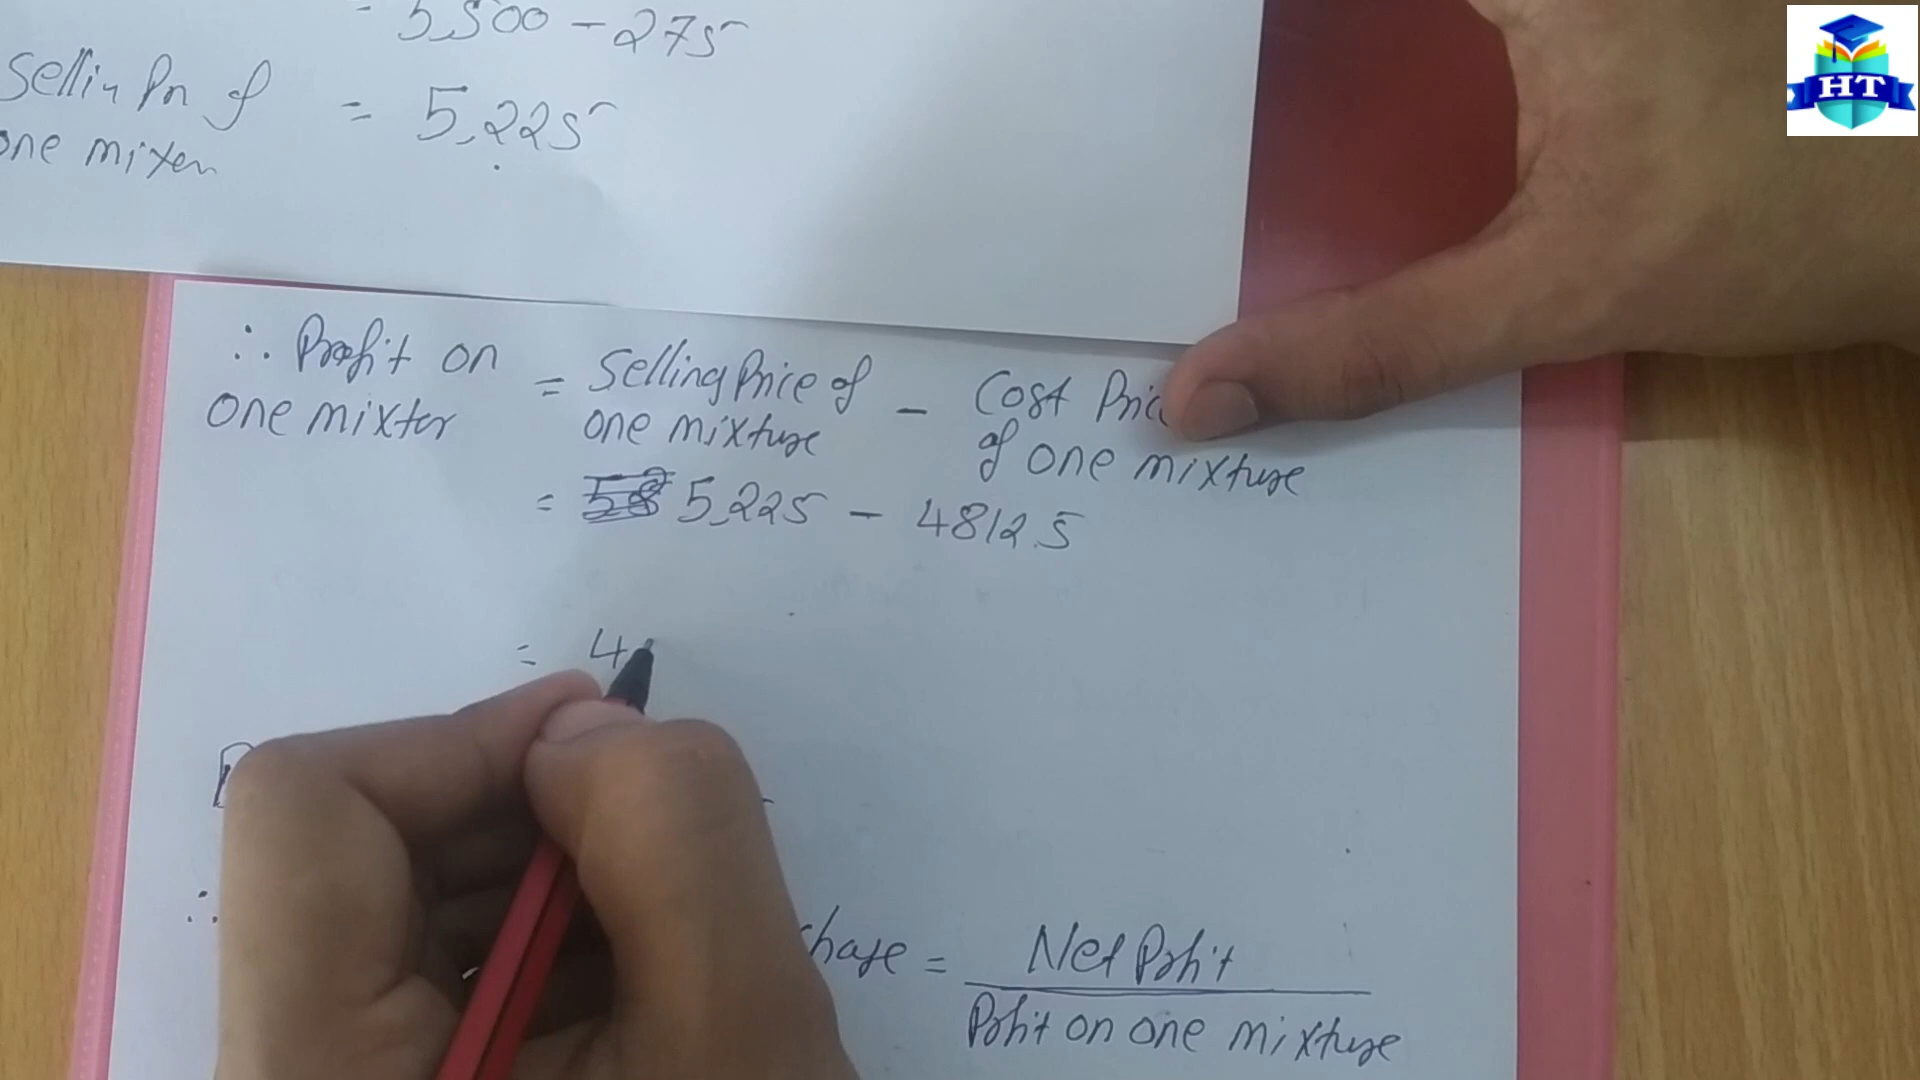 = 5,500 - 275
Sellin Pri of = 5,225
one mixer
HT
∴ Profit on = Selling Price of - Cost Pric
one mixter one mixture of one mixture
= 5,225 - 4812.5
= 4
∴ = Net Profit
Profit on one mixture